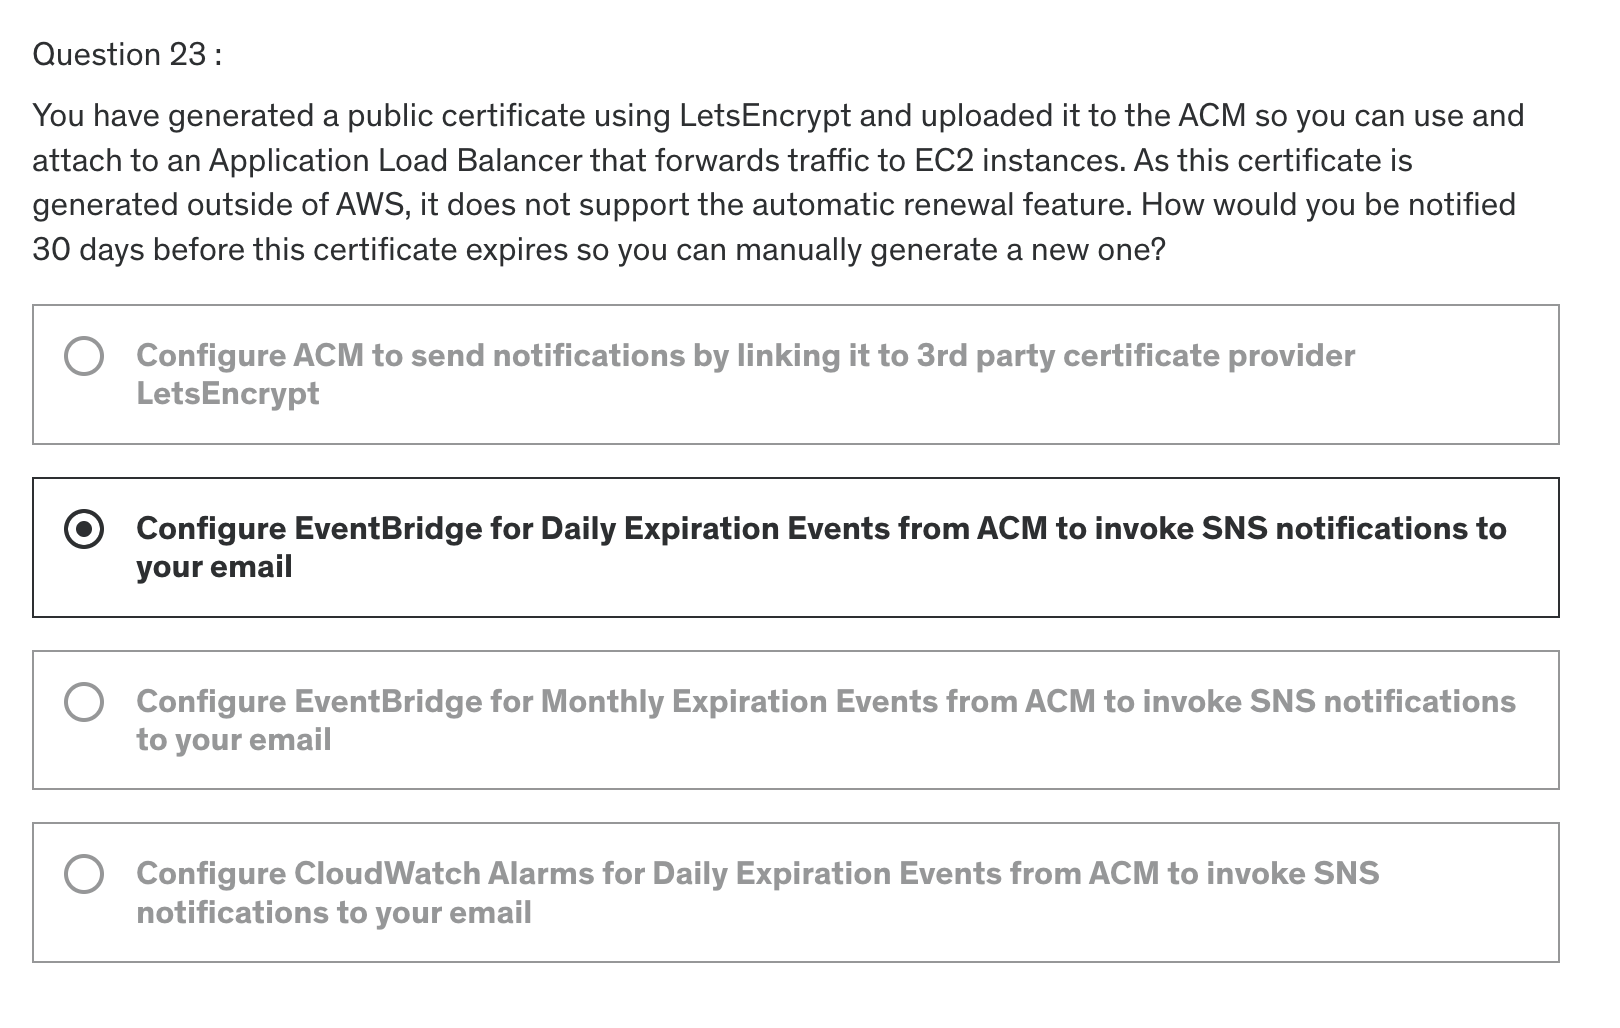 Question 23 :
You have generated a public certificate using LetsEncrypt and uploaded it to the ACM so you can use and
attach to an Application Load Balancer that forwards traffic to EC2 instances. As this certificate is
generated outside of AWS, it does not support the automatic renewal feature. How would you be notified
30 days before this certificate expires so you can manually generate a new one?
Configure ACM to send notifications by linking it to 3rd party certificate provider
LetsEncrypt
Configure EventBridge for Daily Expiration Events from ACM to invoke SNS notifications to
your email
Configure EventBridge for Monthly Expiration Events from ACM to invoke SNS notifications
to your email
Configure CloudWatch Alarms for Daily Expiration Events from ACM to invoke SNS
notifications to your email